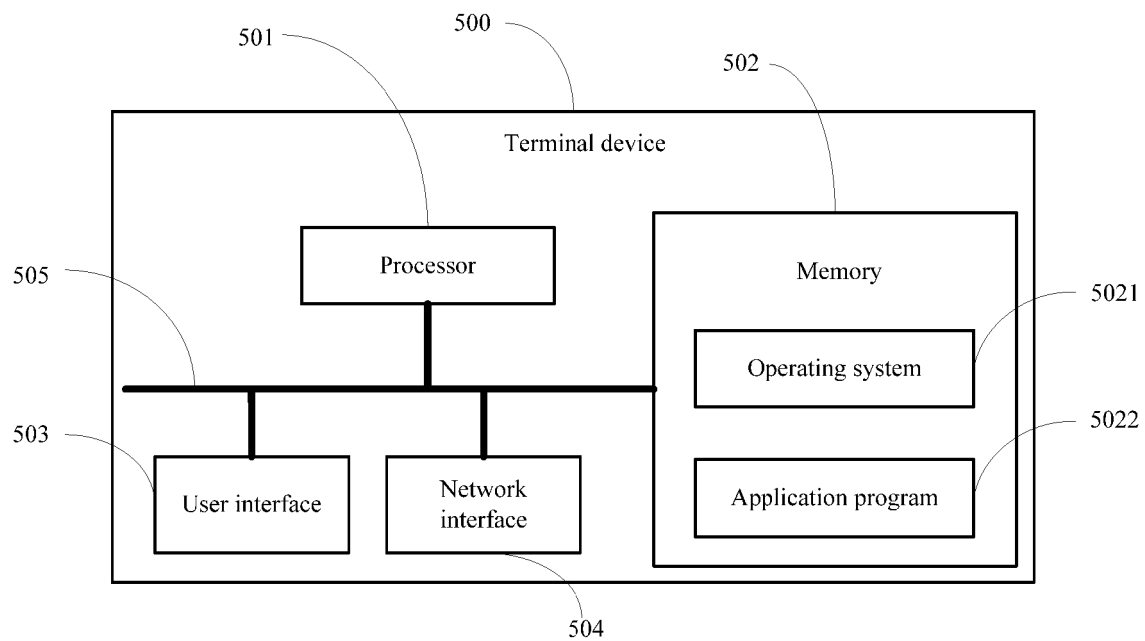 500
501
502
Terminal device
Processor
505
Memory
5021
Operating system
5022
503
Network
interface
User interface
Application program
504